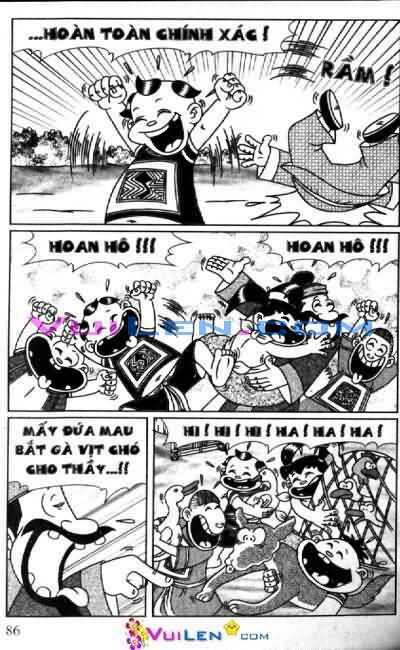 ...HOÀN TOÀN CHÍNH XÁC!
RẦM!
HOAN HÔ!!!
HOAN HÔ!!!
VuiLen.com
MẤY ĐỨA MAU
BẮT GÀ VỊT CHÓ
CHO THẦY...!!
HI! HI! HI! HA! HA! HA!
86
VuiLen.com